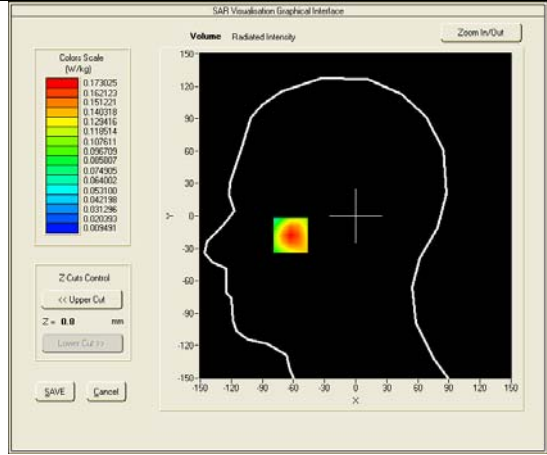 SAR Visualisation Graphical Interface
Volume Radiated Intensity
Zoom In/Out
Colors Scale
(W/kg)
0.173025
0.162123
0.151221
0.140318
0.129416
0.118514
0.107611
0.096709
0.085807
0.074905
0.064002
0.053100
0.042198
0.031296
0.020393
0.009491
Z-Cuts Control
<< Upper Cut
Z = 0.0 mm
Lower Cut >>
SAVE Cancel
150-
120-
90-
60-
30-
0-
-30-
-60-
-90-
-120-
-150-
Y
-150 -120 -90 -60 -30 0 30 60 90 120 150
X